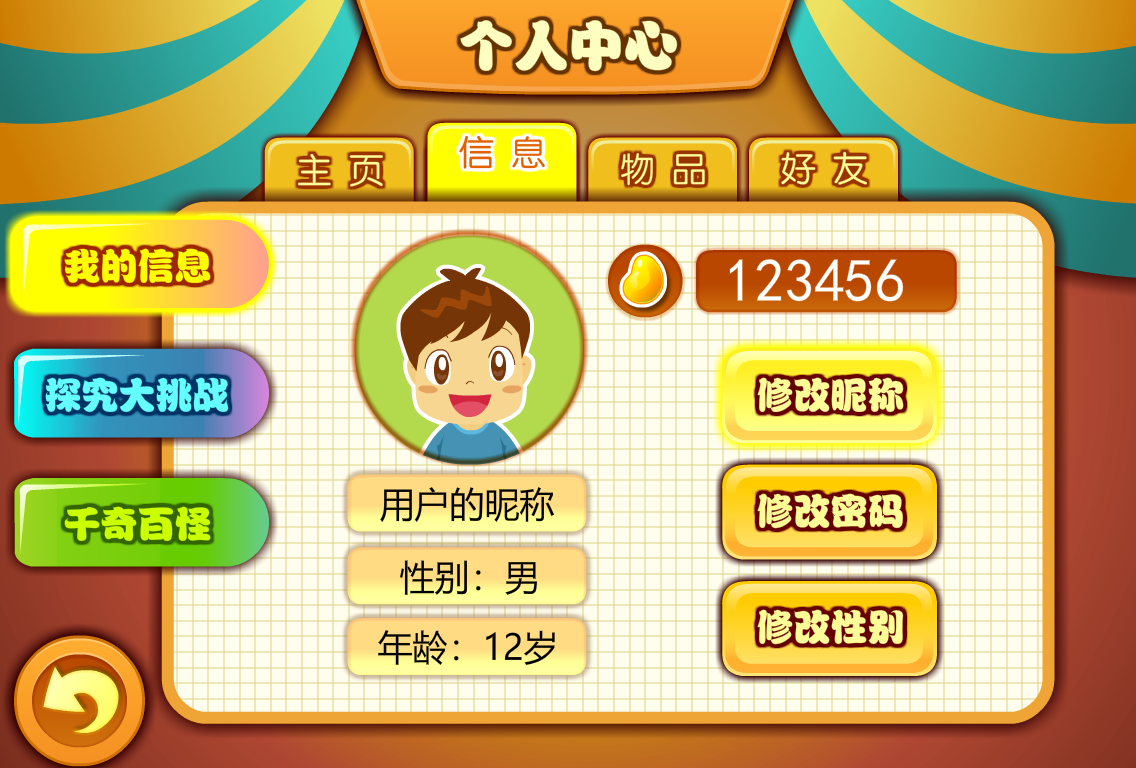 个人中心
主页
信息
物品
好友
我的信息
探究大挑战
千奇百怪
123456
用户的昵称
性别：男
年龄：12岁
修改昵称
修改密码
修改性别